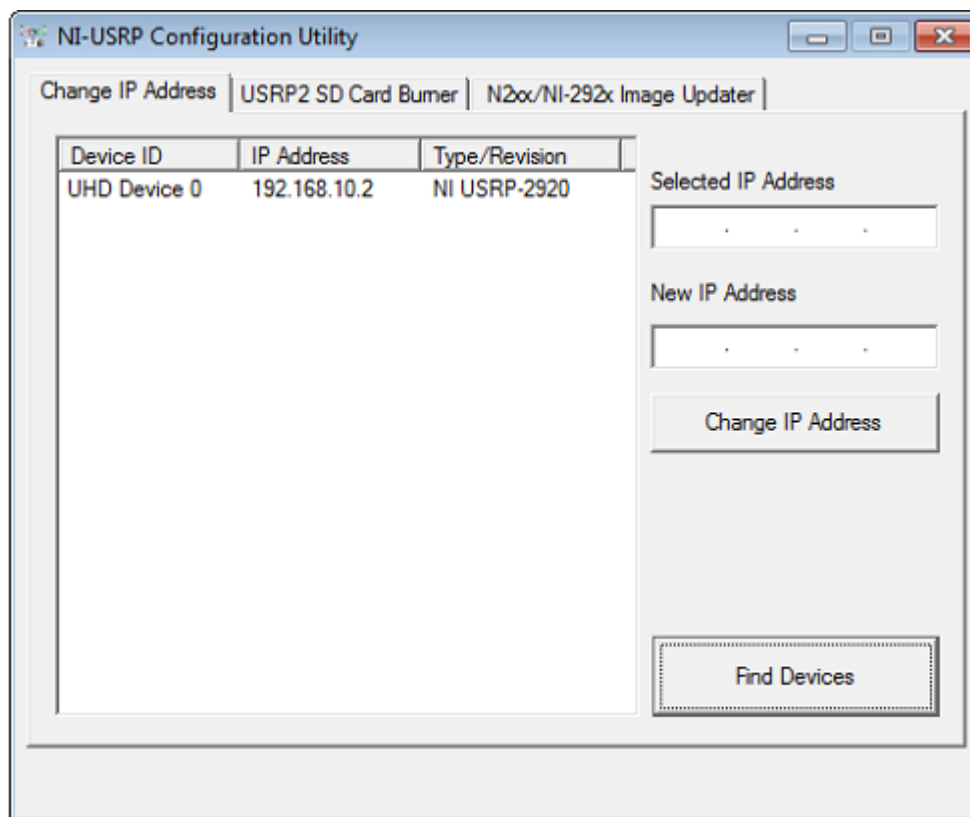 NI-USRP Configuration Utility
Change IP Address USRP2 SD Card Burner N2xx/NI-292x Image Updater
Device ID IP Address Type/Revision
UHD Device 0 192.168.10.2 NI USRP-2920
Selected IP Address
. . .
New IP Address
. . .
Change IP Address
Find Devices